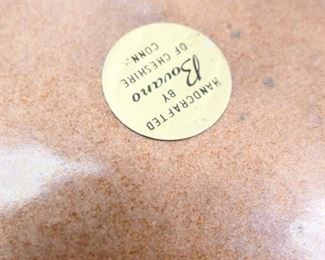 HANDCRAFTED
BY
Bovano
OF CHESHIRE
CONN.